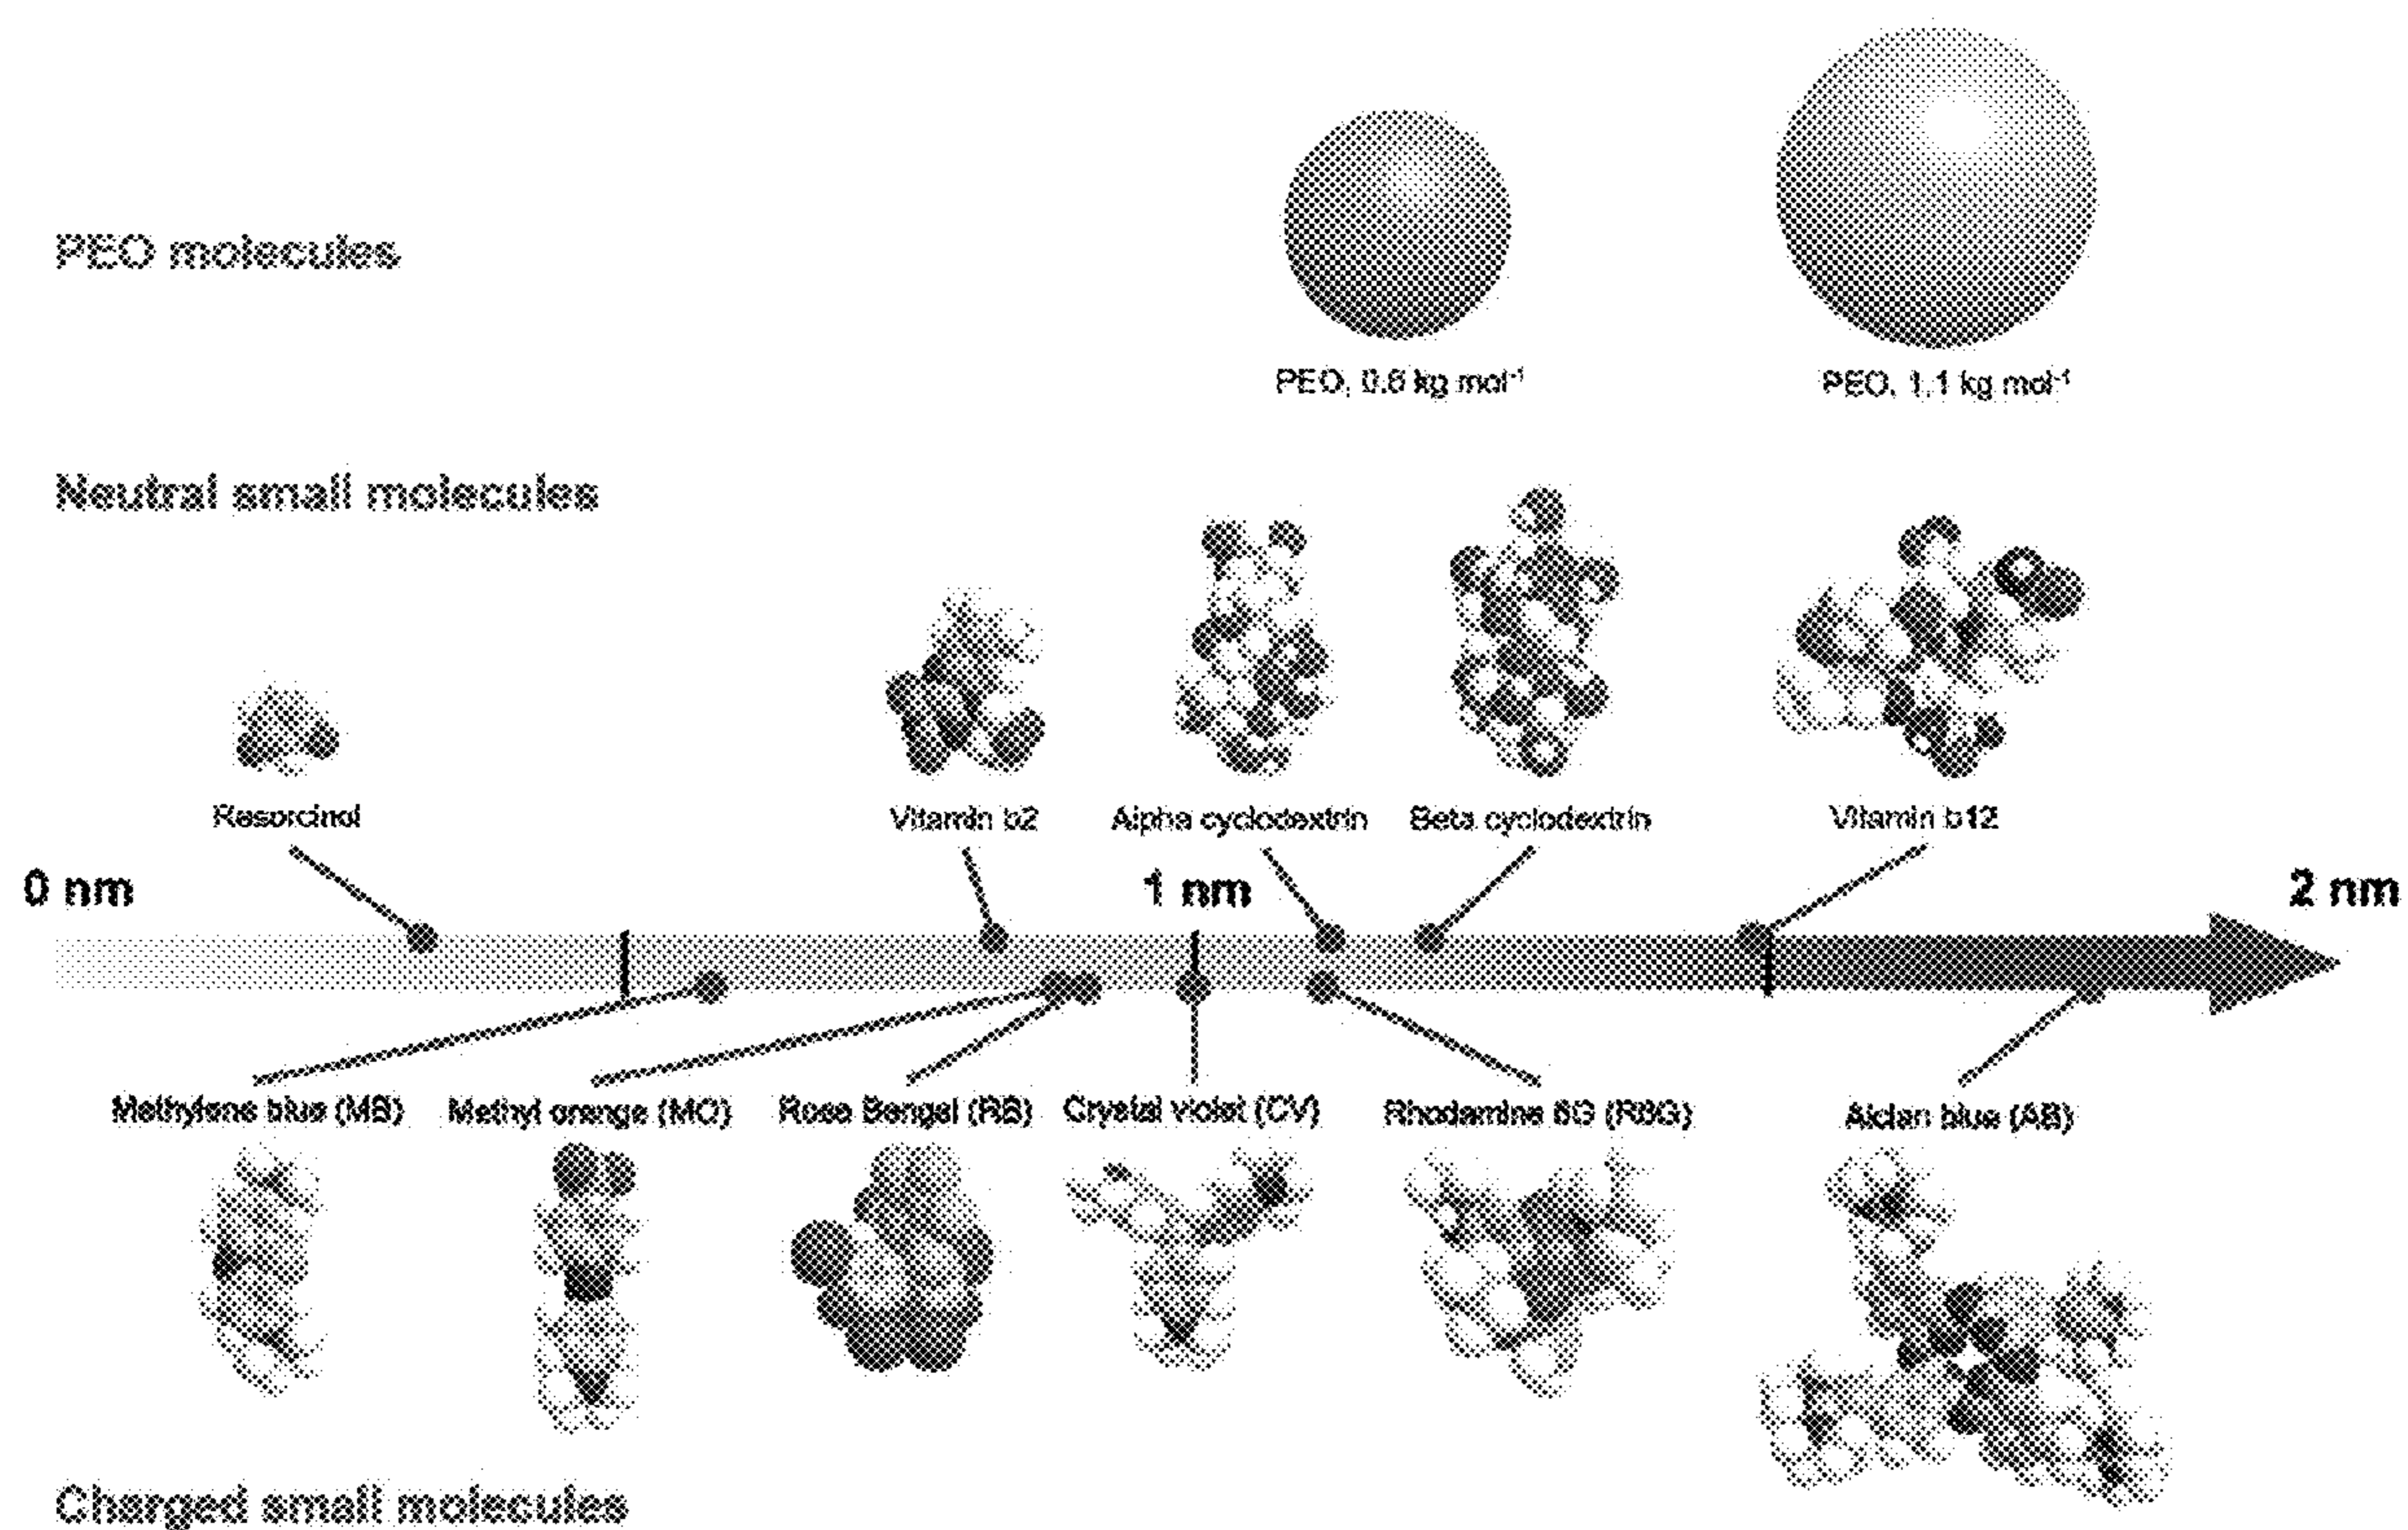 PEO molecules
PEO, 0.6 kg mol⁻¹
PEO, 1.1 kg mol⁻¹
Neutral small molecules
Resorcinol
Vitamin b2
Alpha cyclodextrin
Beta cyclodextrin
Vitamin b12
0 nm
1 nm
2 nm
Methylene blue (MB)
Methyl orange (MO)
Rose Bengal (RB)
Crystal violet (CV)
Rhodamine 6G (R6G)
Alcian blue (AB)
Charged small molecules